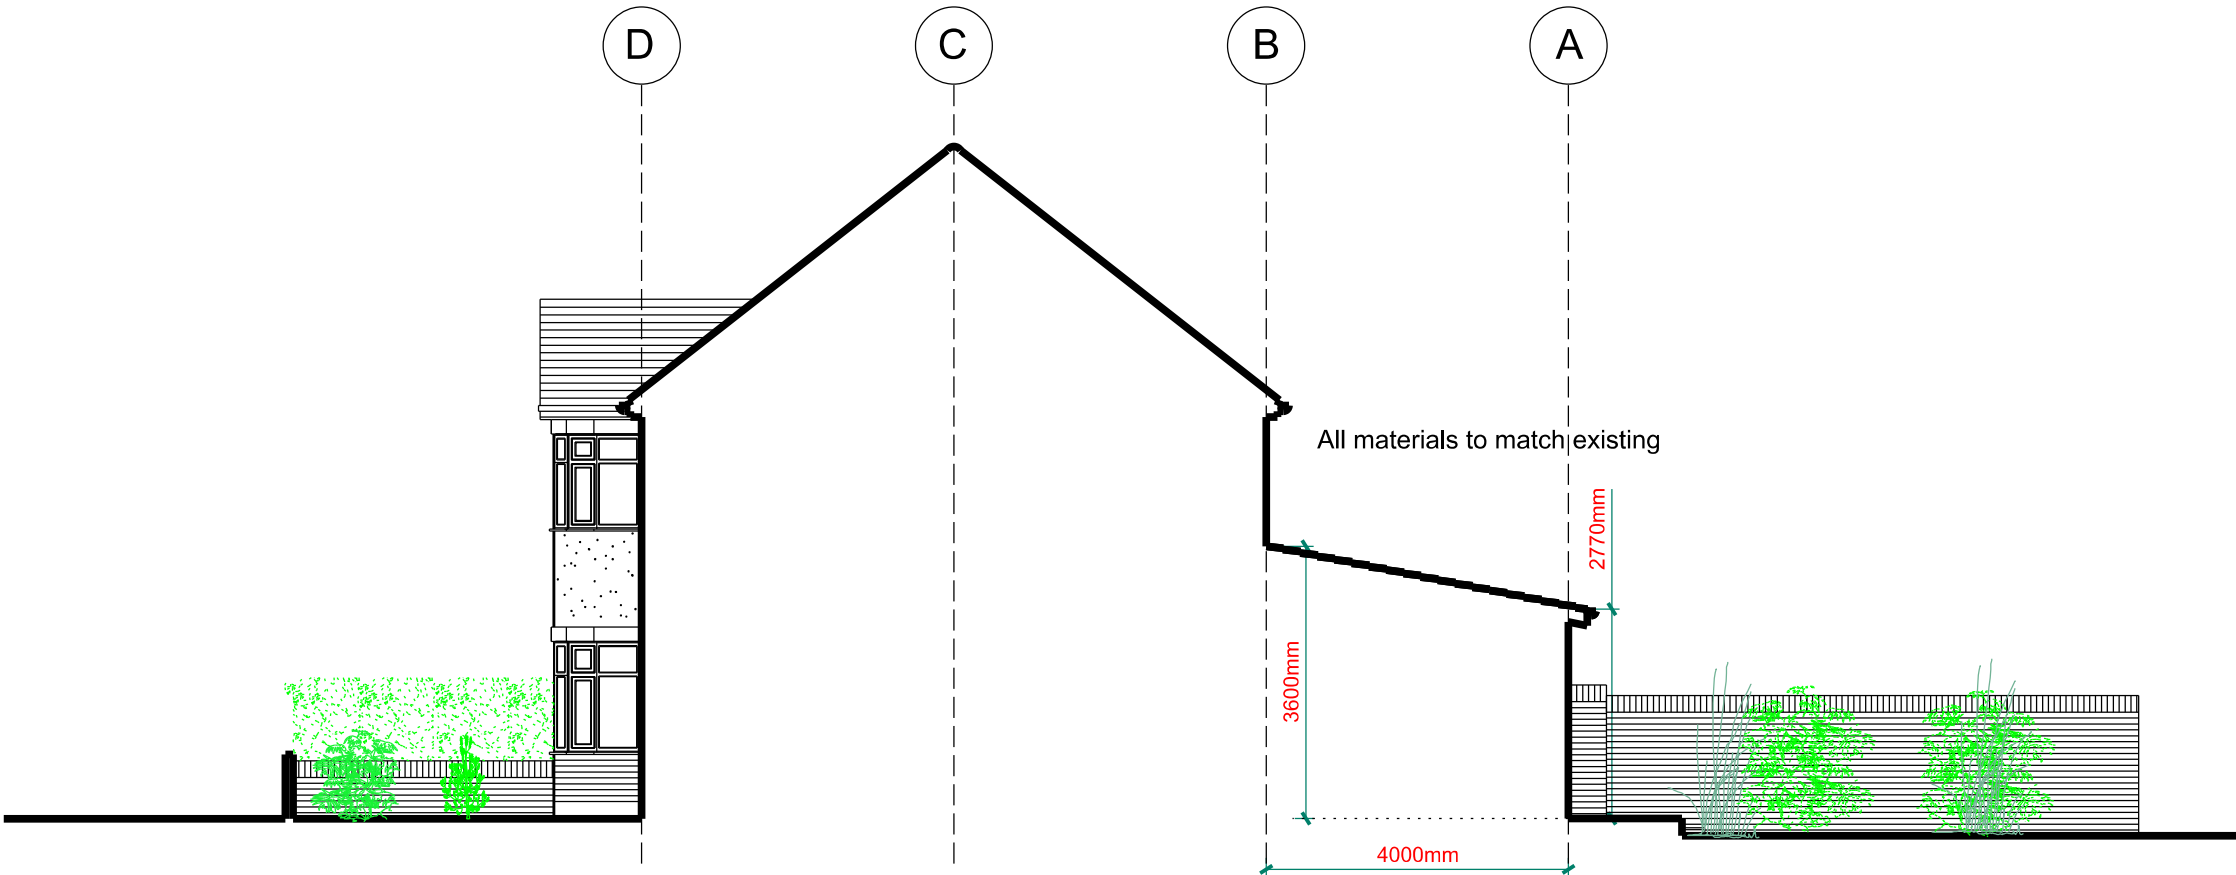 D
C
B
A
All materials to match existing
2770mm
3600mm
4000mm